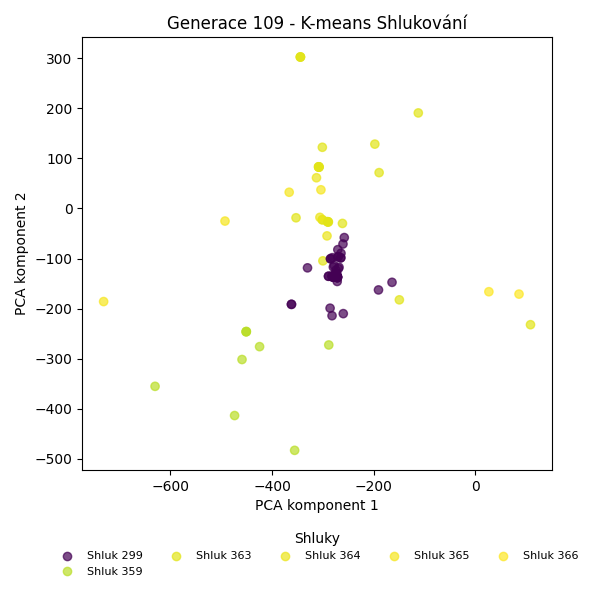 Generace 109 - K-means Shlukování
300
200
100
0
−100
−200
−300
−400
−500
PCA komponent 2
−600 −400 −200 0
PCA komponent 1
Shluky
Shluk 299 Shluk 363 Shluk 364 Shluk 365 Shluk 366
Shluk 359